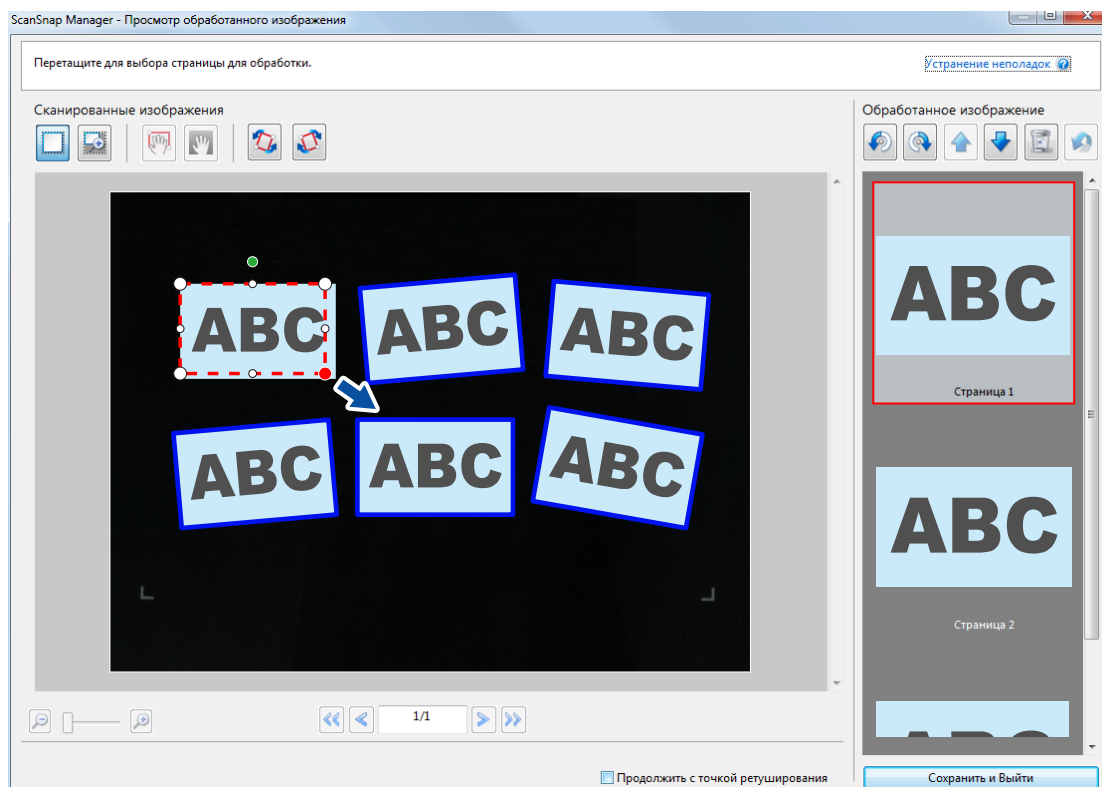 ScanSnap Manager - Просмотр обработанного изображения
Перетащите для выбора страницы для обработки.
Устранение неполадок
Сканированные изображения
Обработанное изображение
ABC ABC ABC
ABC ABC ABC
ABC
Страница 1
ABC
Страница 2
ABC
1/1
Продолжить с точкой ретуширования
Сохранить и Выйти